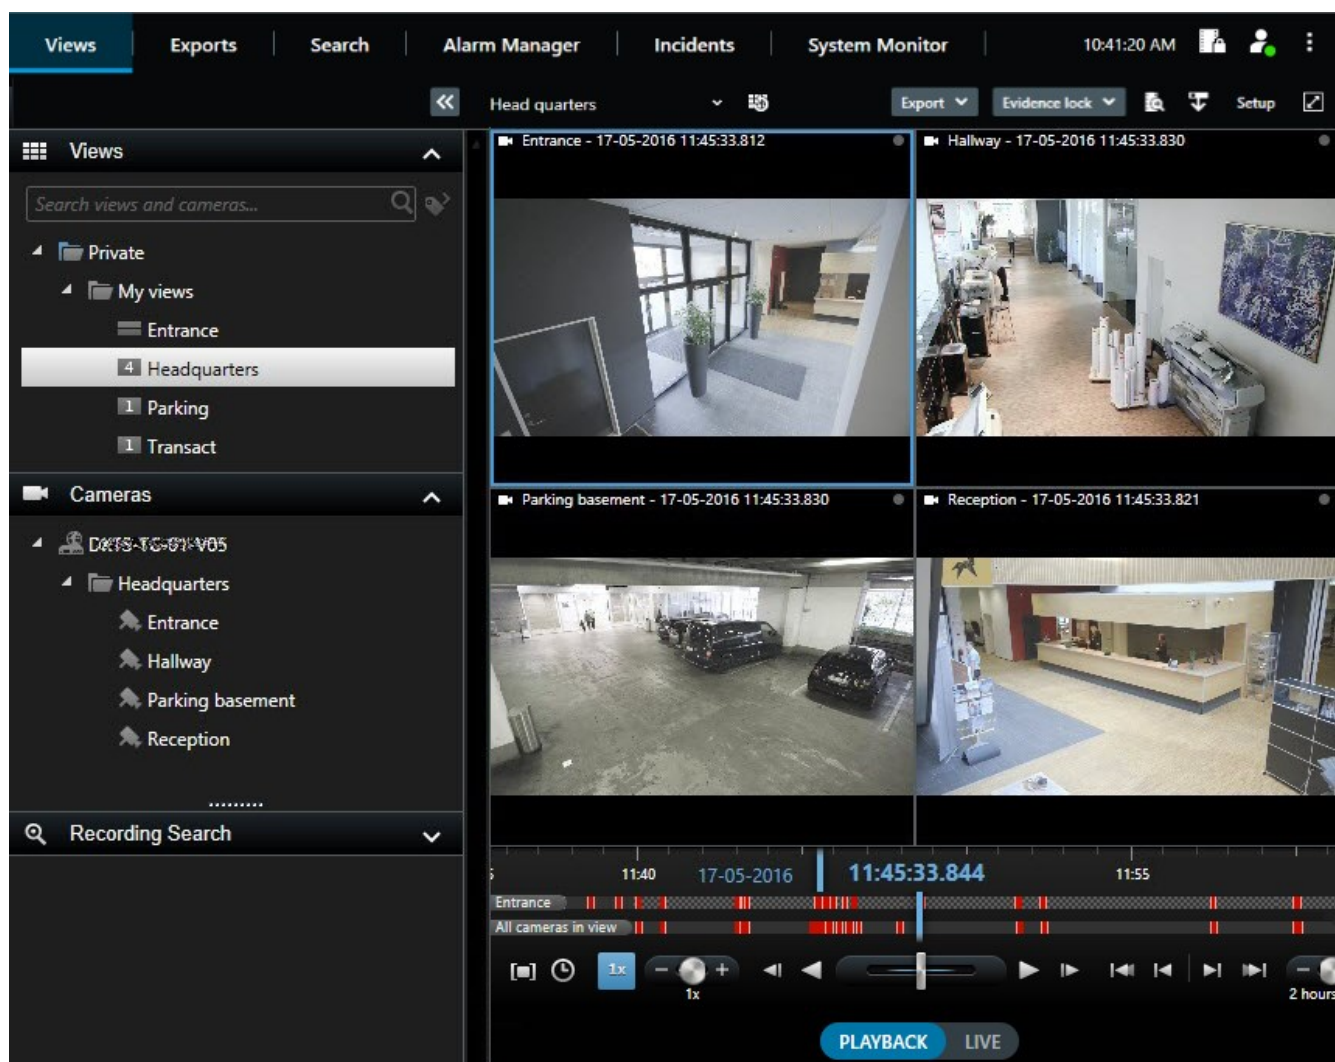 Views Exports Search Alarm Manager Incidents System Monitor 10:41:20 AM
Head quarters Export Evidence lock Setup
Views
Search views and cameras...
Private
My views
Entrance
4 Headquarters
1 Parking
1 Transact
Cameras
Headquarters
Entrance
Hallway
Parking basement
Reception
Recording Search
Entrance - 17-05-2016 11:45:33.812
Hallway - 17-05-2016 11:45:33.830
Parking basement - 17-05-2016 11:45:33.830
Reception - 17-05-2016 11:45:33.821
11:40 17-05-2016 11:45:33.844 11:55
Entrance
All cameras in view
1x
1x
2 hours
PLAYBACK LIVE